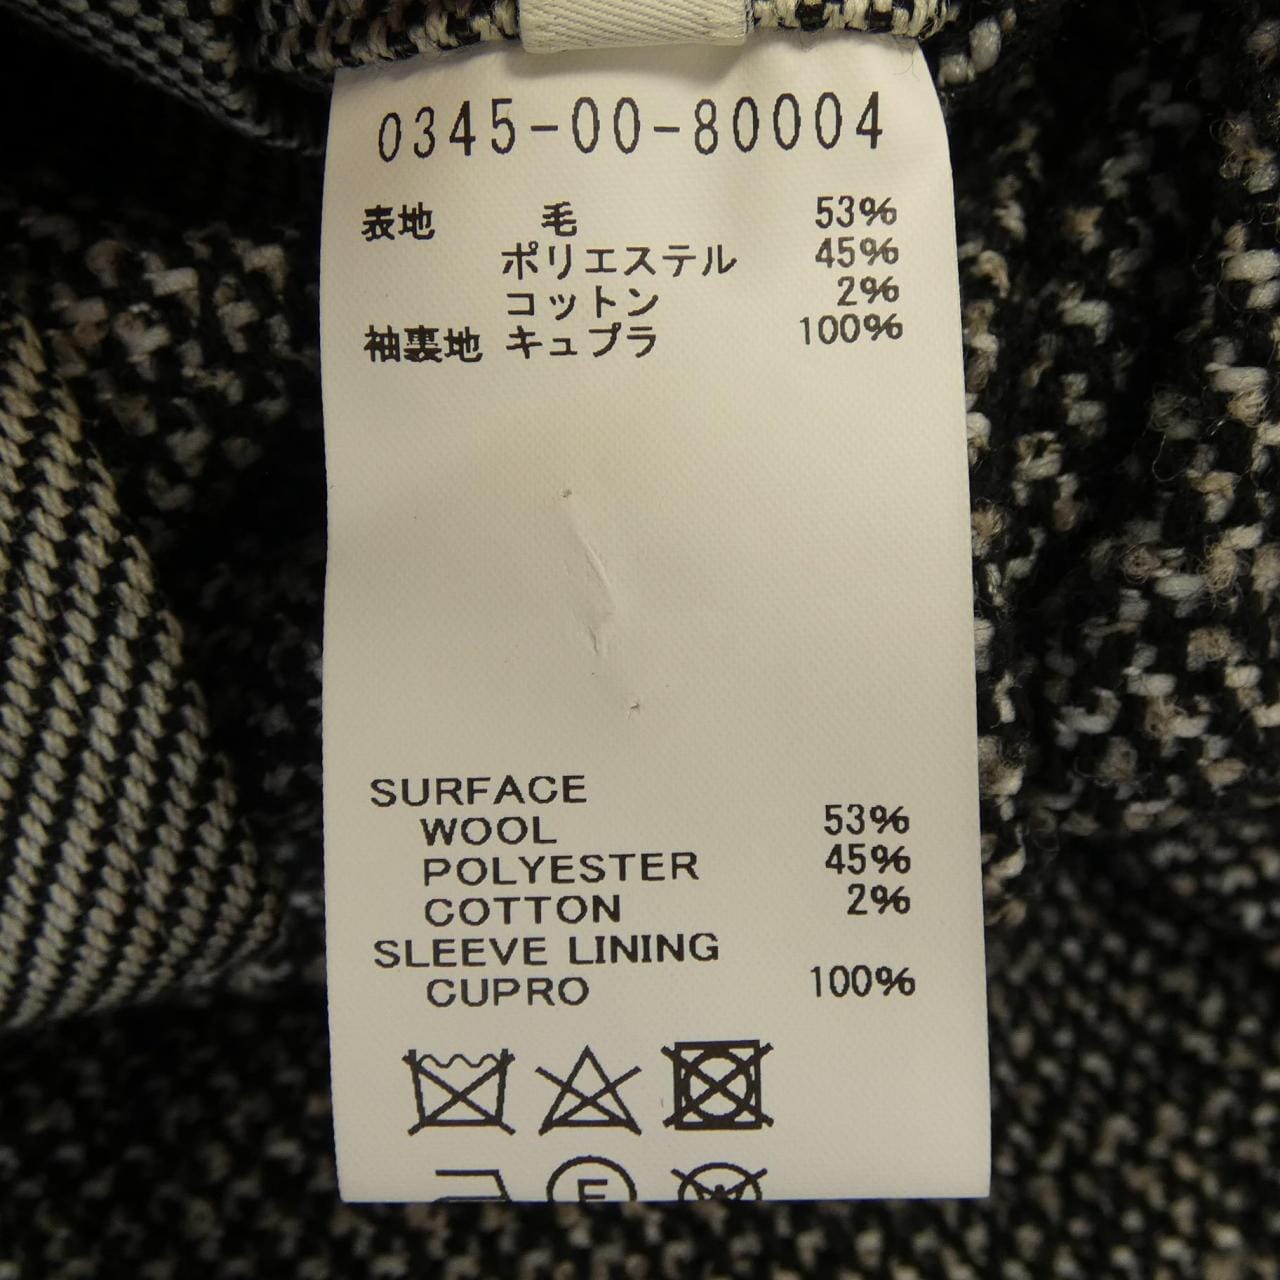 0345-00-80004
表地 毛 53%
ポリエステル 45%
コットン 2%
袖裏地 キュプラ 100%
SURFACE
WOOL 53%
POLYESTER 45%
COTTON 2%
SLEEVE LINING
CUPRO 100%